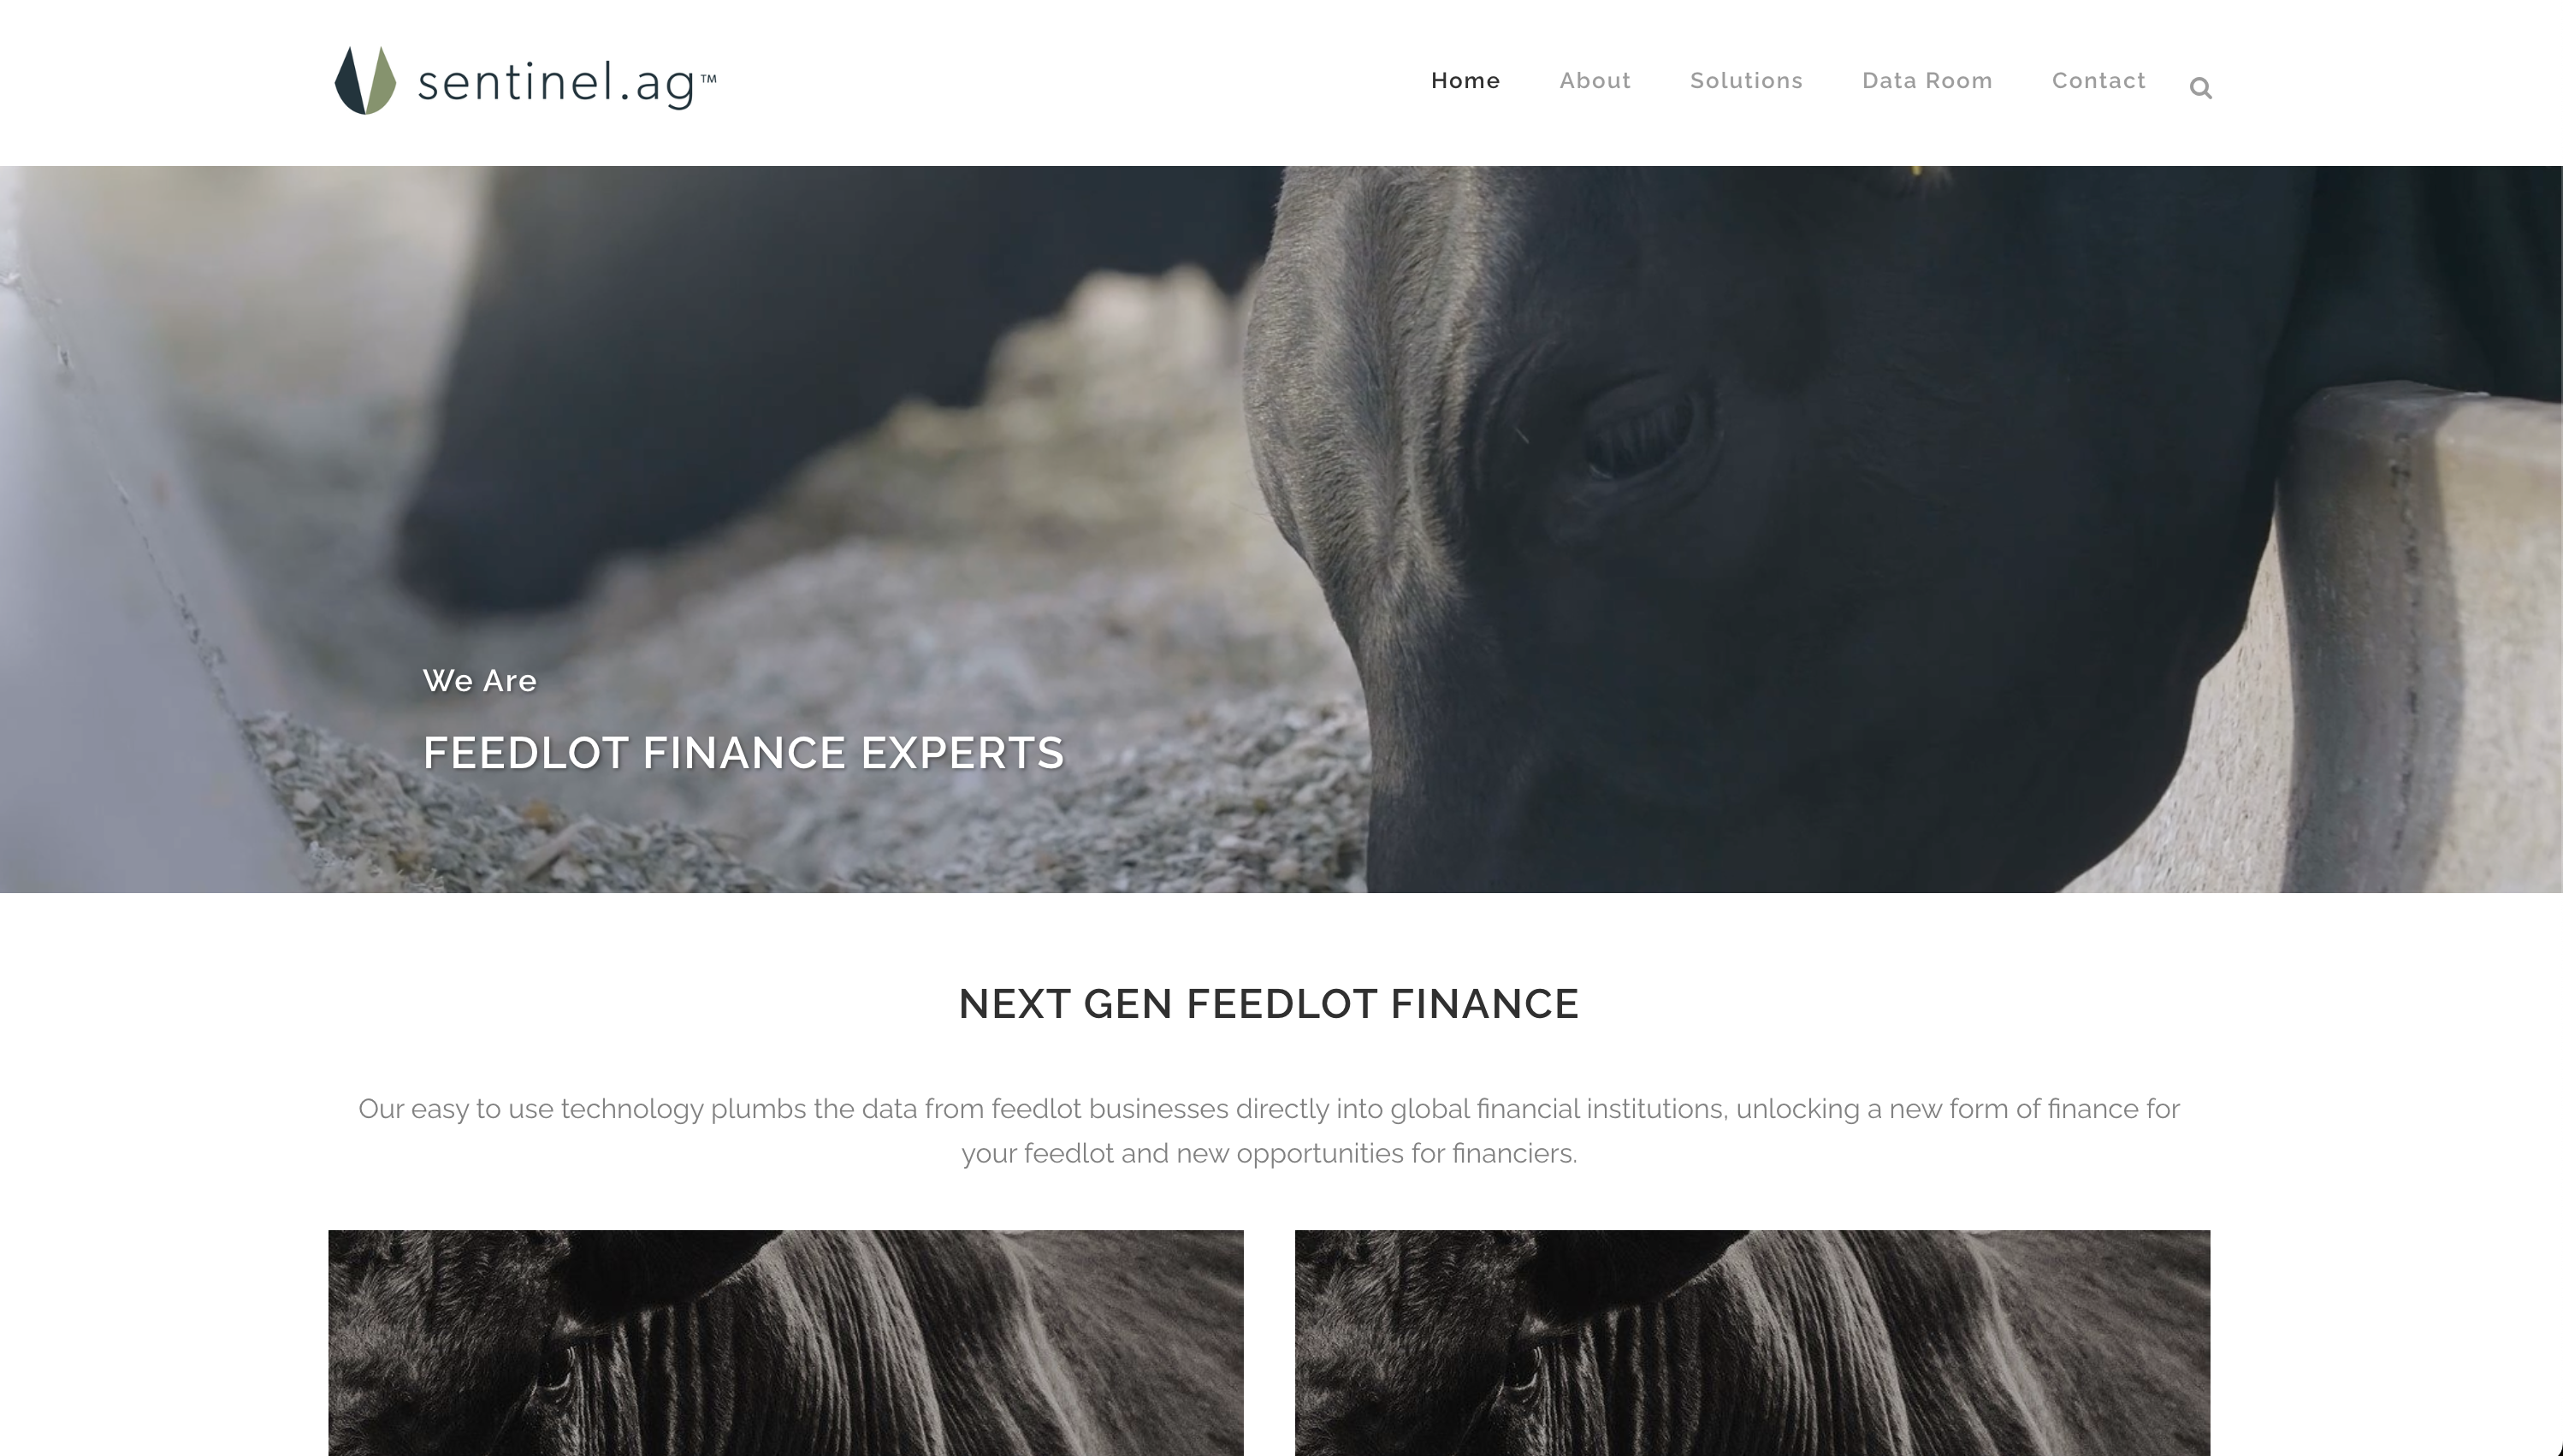 sentinel.ag™
Home About Solutions Data Room Contact
We Are
FEEDLOT FINANCE EXPERTS
NEXT GEN FEEDLOT FINANCE
Our easy to use technology plumbs the data from feedlot businesses directly into global financial institutions, unlocking a new form of finance for
your feedlot and new opportunities for financiers.